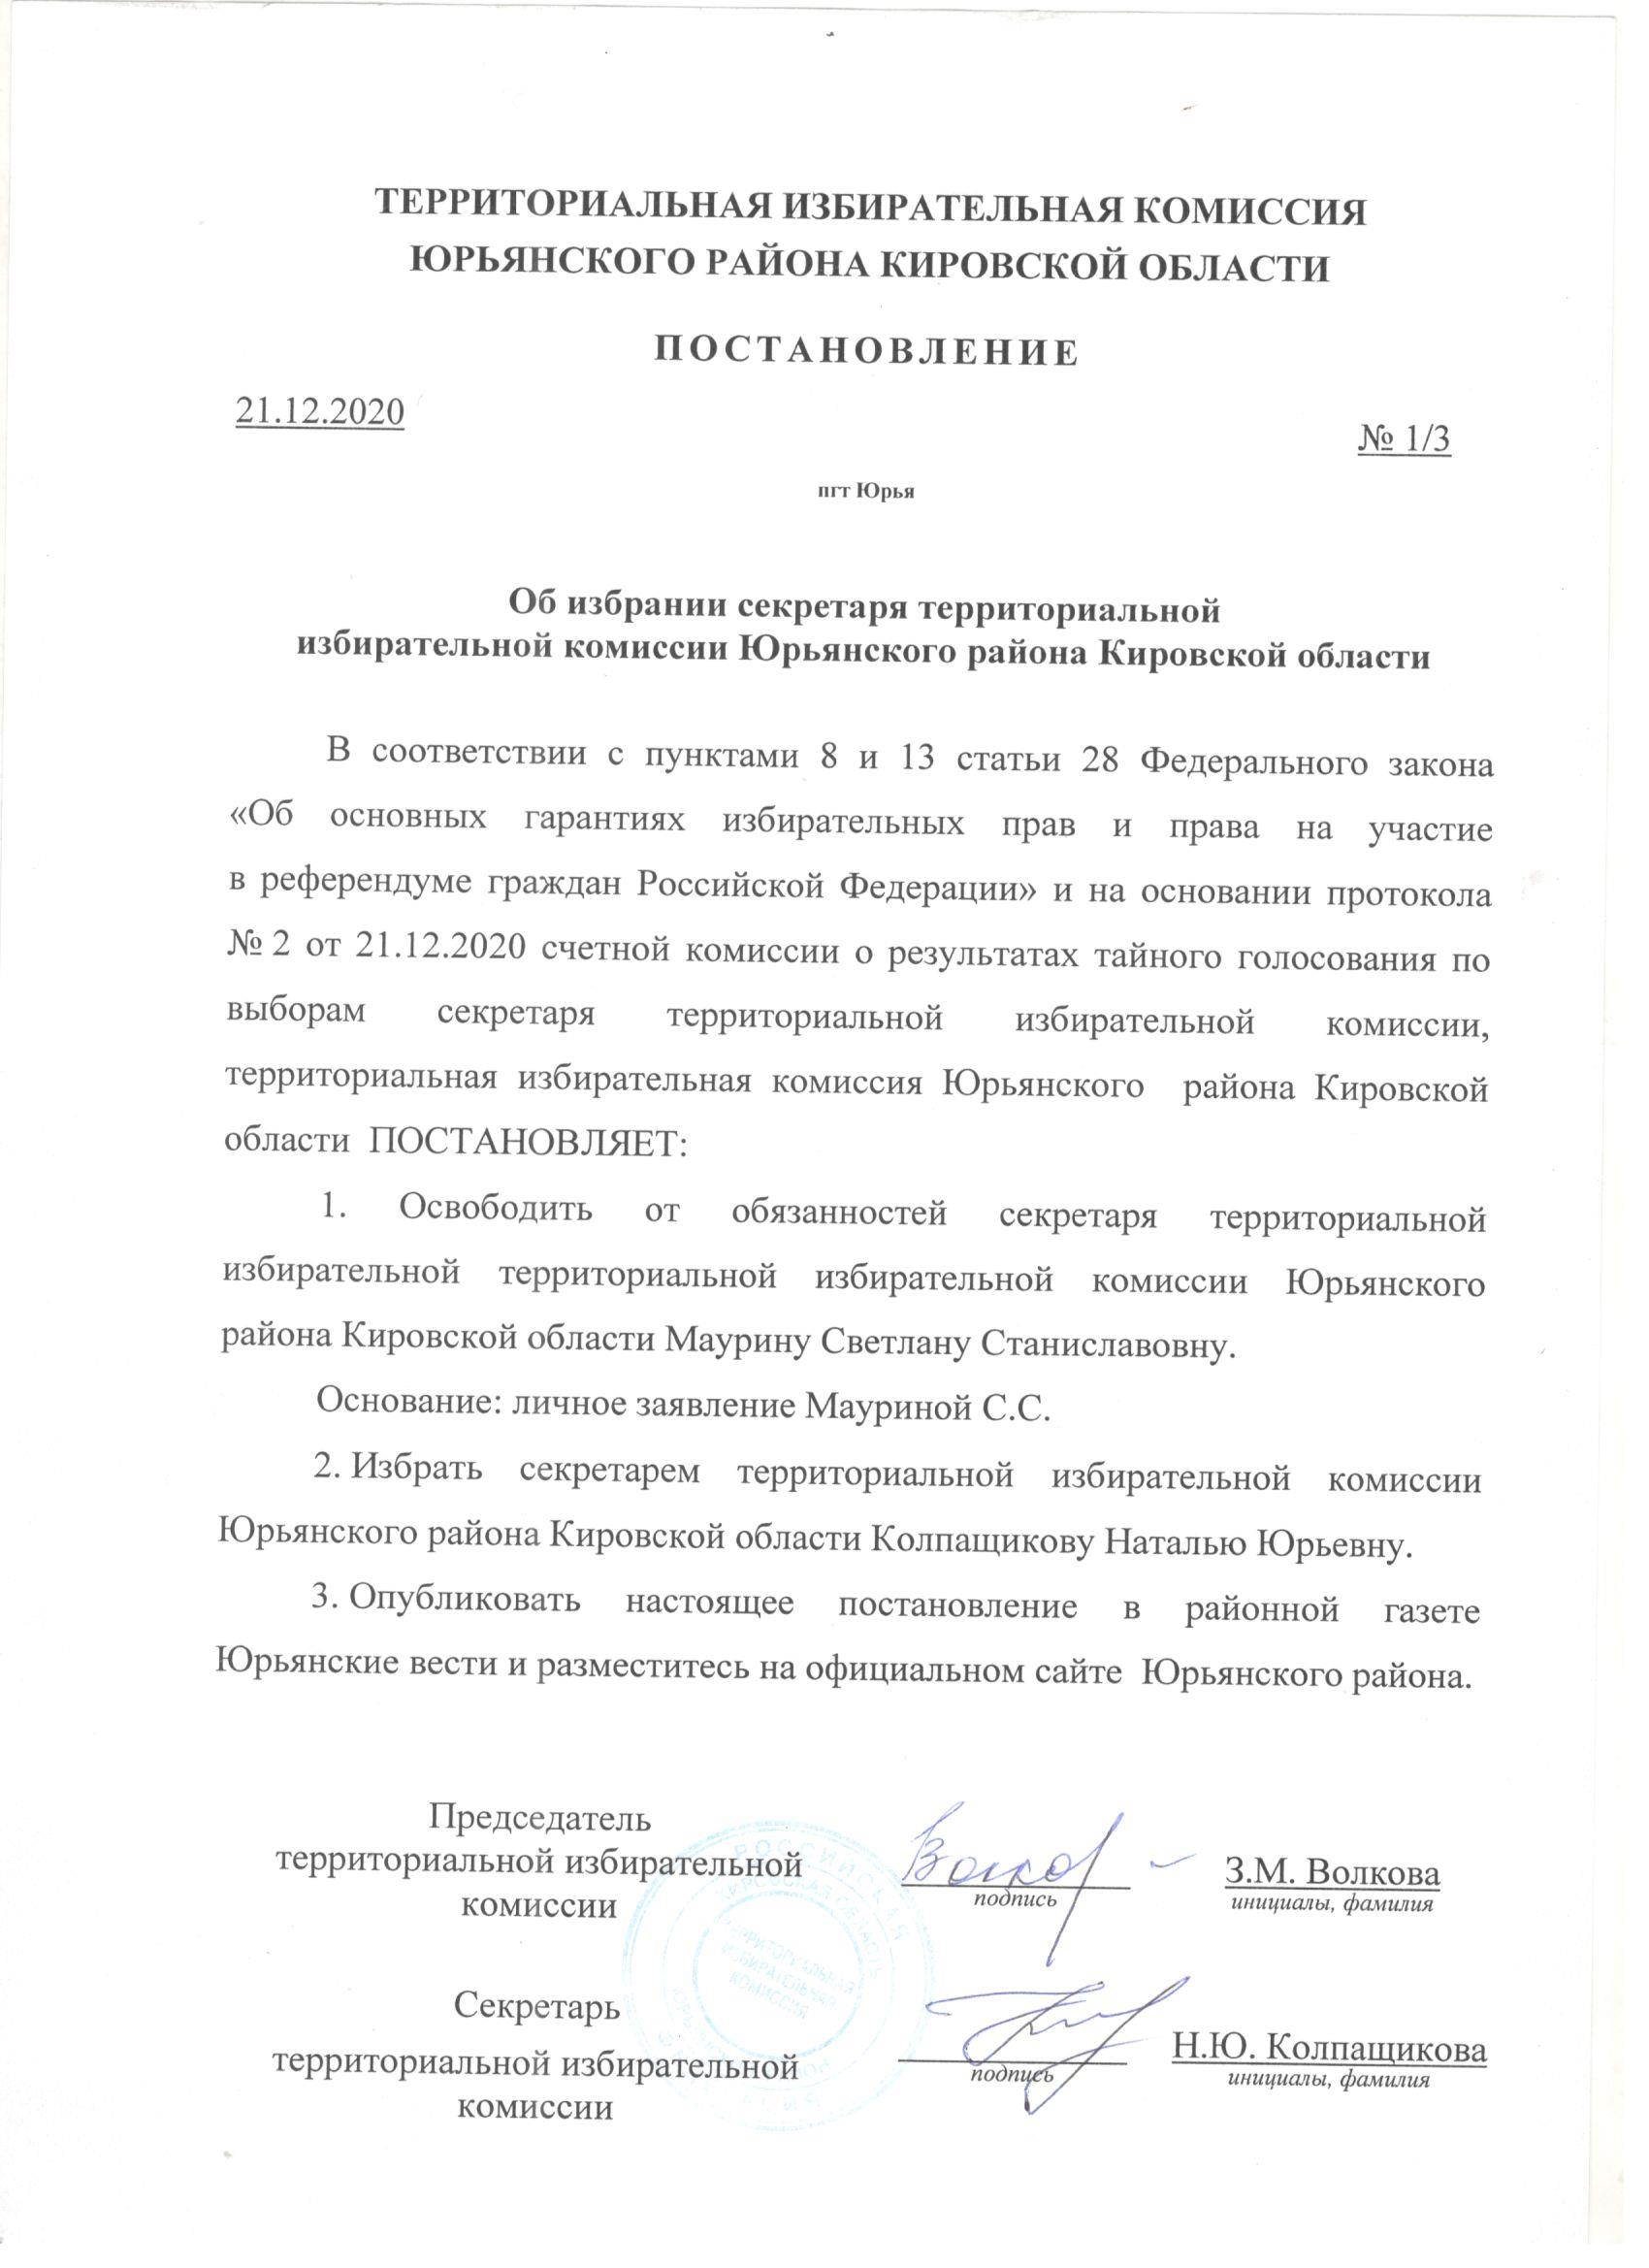 ТЕРРИТОРИАЛЬНАЯ ИЗБИРАТЕЛЬНАЯ КОМИССИЯ
ЮРЬЯНСКОГО РАЙОНА КИРОВСКОЙ ОБЛАСТИ
ПОСТАНОВЛЕНИЕ
21.12.2020
№ 1/3
пгт Юрья
Об избрании секретаря территориальной
избирательной комиссии Юрьянского района Кировской области
В соответствии с пунктами 8 и 13 статьи 28 Федерального закона
«Об основных гарантиях избирательных прав и права на участие
в референдуме граждан Российской Федерации» и на основании протокола
№ 2 от 21.12.2020 счетной комиссии о результатах тайного голосования по
выборам секретаря территориальной избирательной комиссии,
территориальная избирательная комиссия Юрьянского района Кировской
области ПОСТАНОВЛЯЕТ:
1. Освободить от обязанностей секретаря территориальной
избирательной территориальной избирательной комиссии Юрьянского
района Кировской области Маурину Светлану Станиславовну.
Основание: личное заявление Мауриной С.С.
2. Избрать секретарем территориальной избирательной комиссии
Юрьянского района Кировской области Колпащикову Наталью Юрьевну.
3. Опубликовать настоящее постановление в районной газете
Юрьянские вести и разместитесь на официальном сайте Юрьянского района.
Председатель
территориальной избирательной
комиссии
подпись
З.М. Волкова
инициалы, фамилия
РОССИЙСКАЯ
КИРОВСКАЯ ОБЛАСТЬ
ТЕРРИТОРИАЛЬНАЯ
ИЗБИРАТЕЛЬНАЯ
КОМИССИЯ
Секретарь
территориальной избирательной
комиссии
подпись
Н.Ю. Колпащикова
инициалы, фамилия